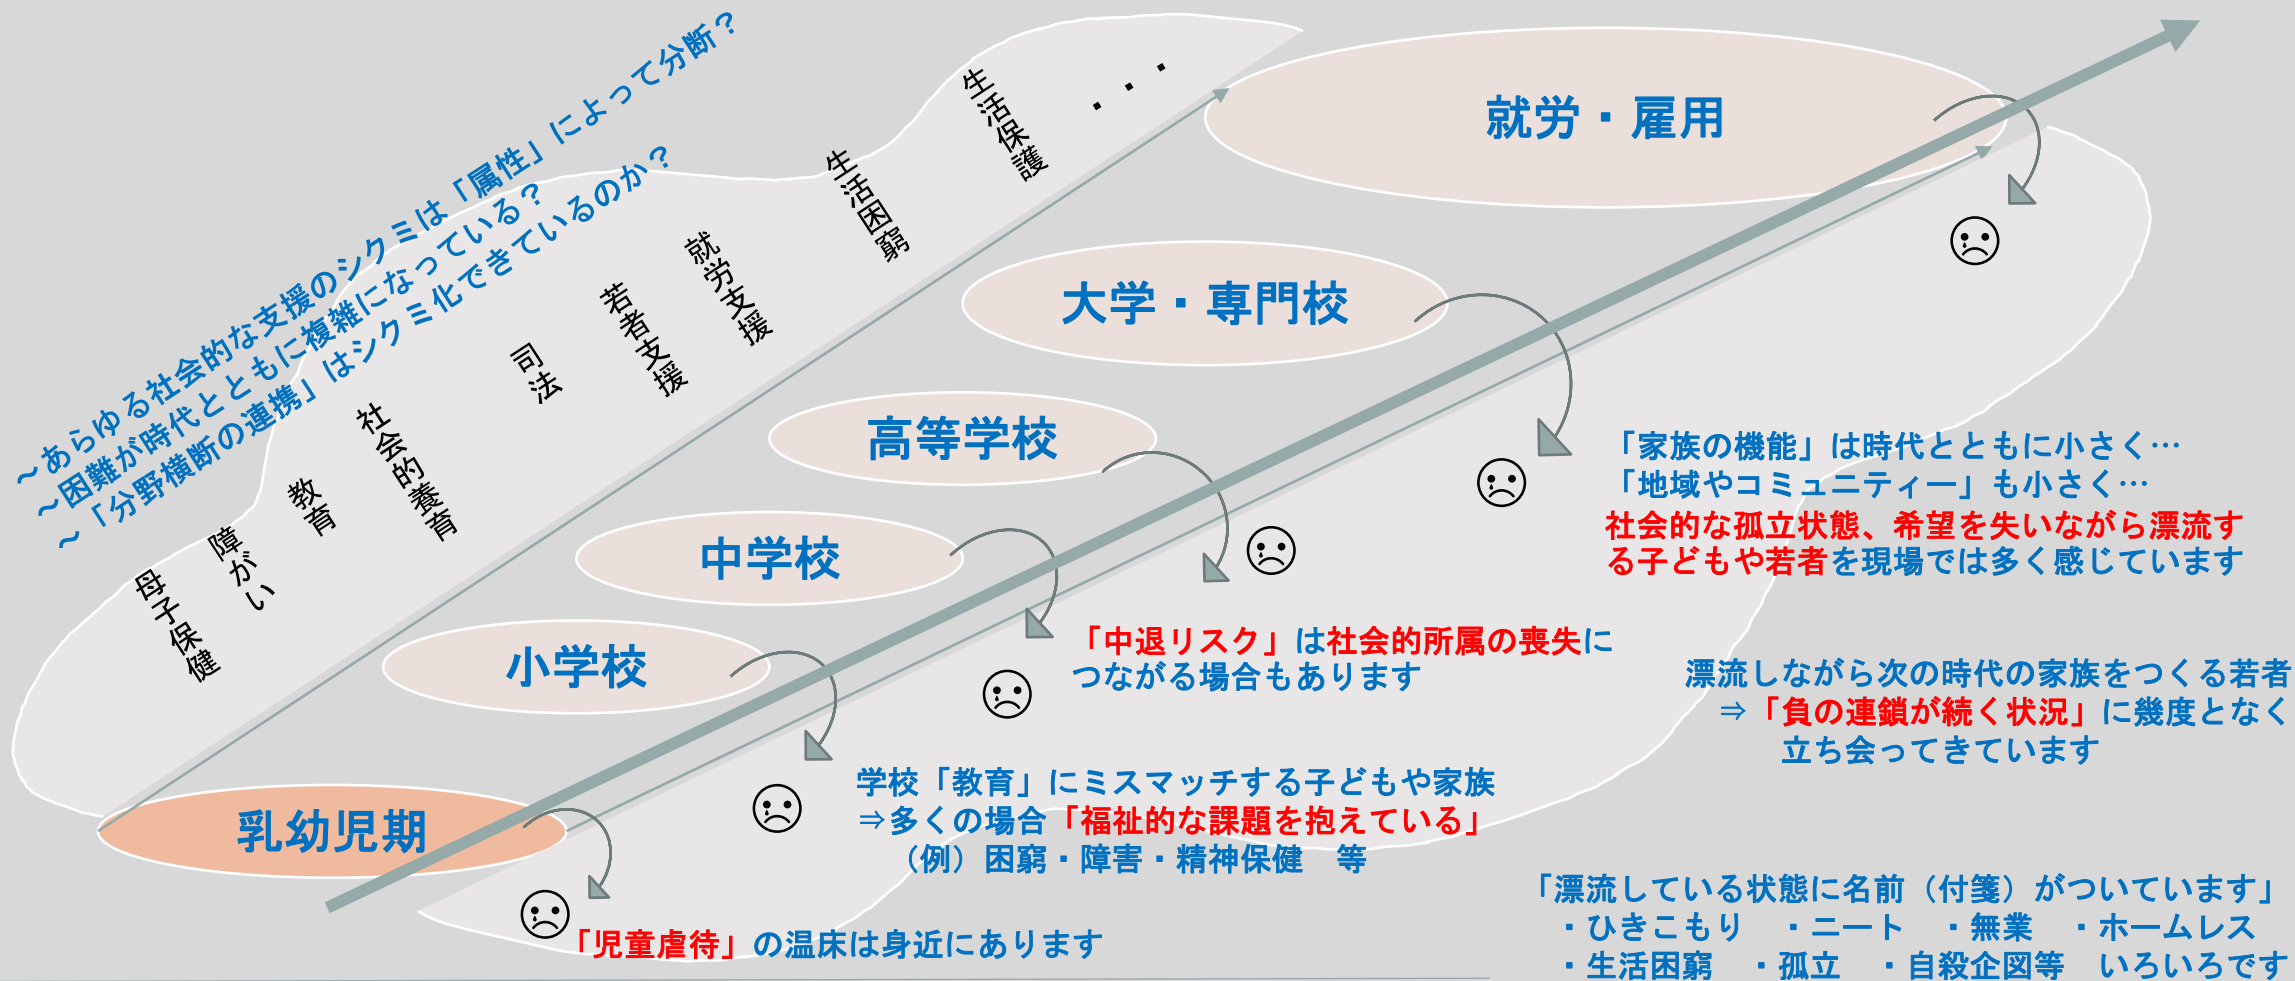 ~あらゆる社会的な支援のシクミは「属性」によって分断？
~困難が時代とともに複雑になっている？
~「分野横断の連携」はシクミ化できているのか？
母子保健
障がい
教育
社会的養育
司法
若者支援
就労支援
生活困窮
生活保護
・・・
就労・雇用
大学・専門校
高等学校
中学校
小学校
乳幼児期
「家族の機能」は時代とともに小さく…
「地域やコミュニティー」も小さく…
社会的な孤立状態、希望を失いながら漂流す
る子どもや若者を現場では多く感じています
「中退リスク」は社会的所属の喪失に
つながる場合もあります
漂流しながら次の時代の家族をつくる若者
⇒「負の連鎖が続く状況」に幾度となく
立ち会ってきています
学校「教育」にミスマッチする子どもや家族
⇒多くの場合「福祉的な課題を抱えている」
（例）困窮・障害・精神保健　等
「児童虐待」の温床は身近にあります
「漂流している状態に名前（付箋）がついています」
・ひきこもり　・ニート　・無業　・ホームレス
・生活困窮　・孤立　・自殺企図等　いろいろです